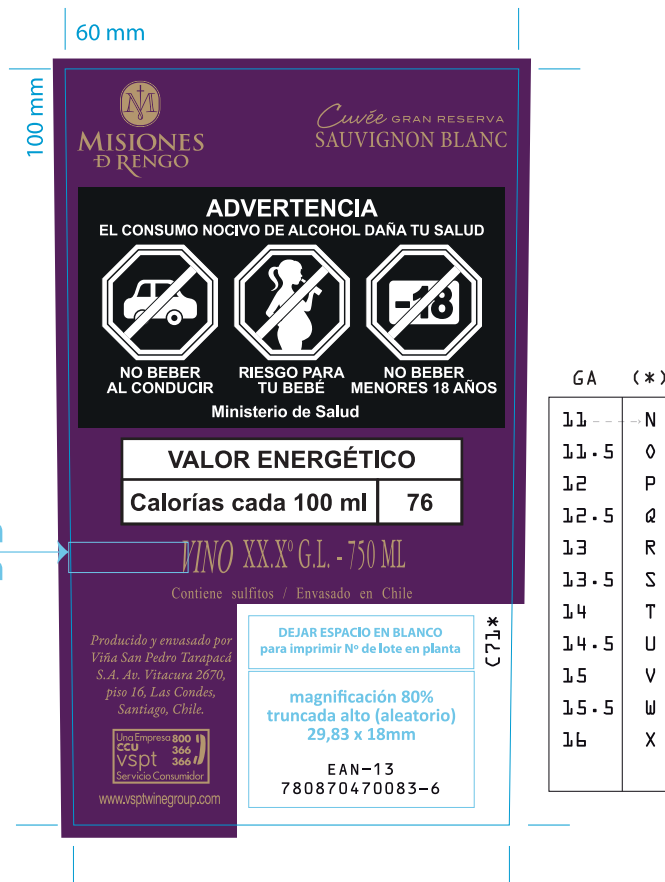 60 mm
100 mm
M
MISIONES
D RENGO
Cuvée GRAN RESERVA
SAUVIGNON BLANC
ADVERTENCIA
EL CONSUMO NOCIVO DE ALCOHOL DAÑA TU SALUD
-18
NO BEBER
AL CONDUCIR
RIESGO PARA
TU BEBÉ
NO BEBER
MENORES 18 AÑOS
Ministerio de Salud
VALOR ENERGÉTICO
Calorías cada 100 ml 76
VINO XX.Xº G.L. - 750 ML
Contiene sulfitos / Envasado en Chile
Producido y envasado por
Viña San Pedro Tarapacá
S.A. Av. Vitacura 2670,
piso 16, Las Condes,
Santiago, Chile.
Una Empresa
CCU
vspt
800
366
366
Servicio Consumidor
www.vsptwinegroup.com
DEJAR ESPACIO EN BLANCO
para imprimir Nº de lote en planta
C71*
magnificación 80%
truncada alto (aleatorio)
29,83 x 18mm
EAN-13
780870470083-6
GA (*)
11 N
11.5 O
12 P
12.5 Q
13 R
13.5 S
14 T
14.5 U
15 V
15.5 W
16 X